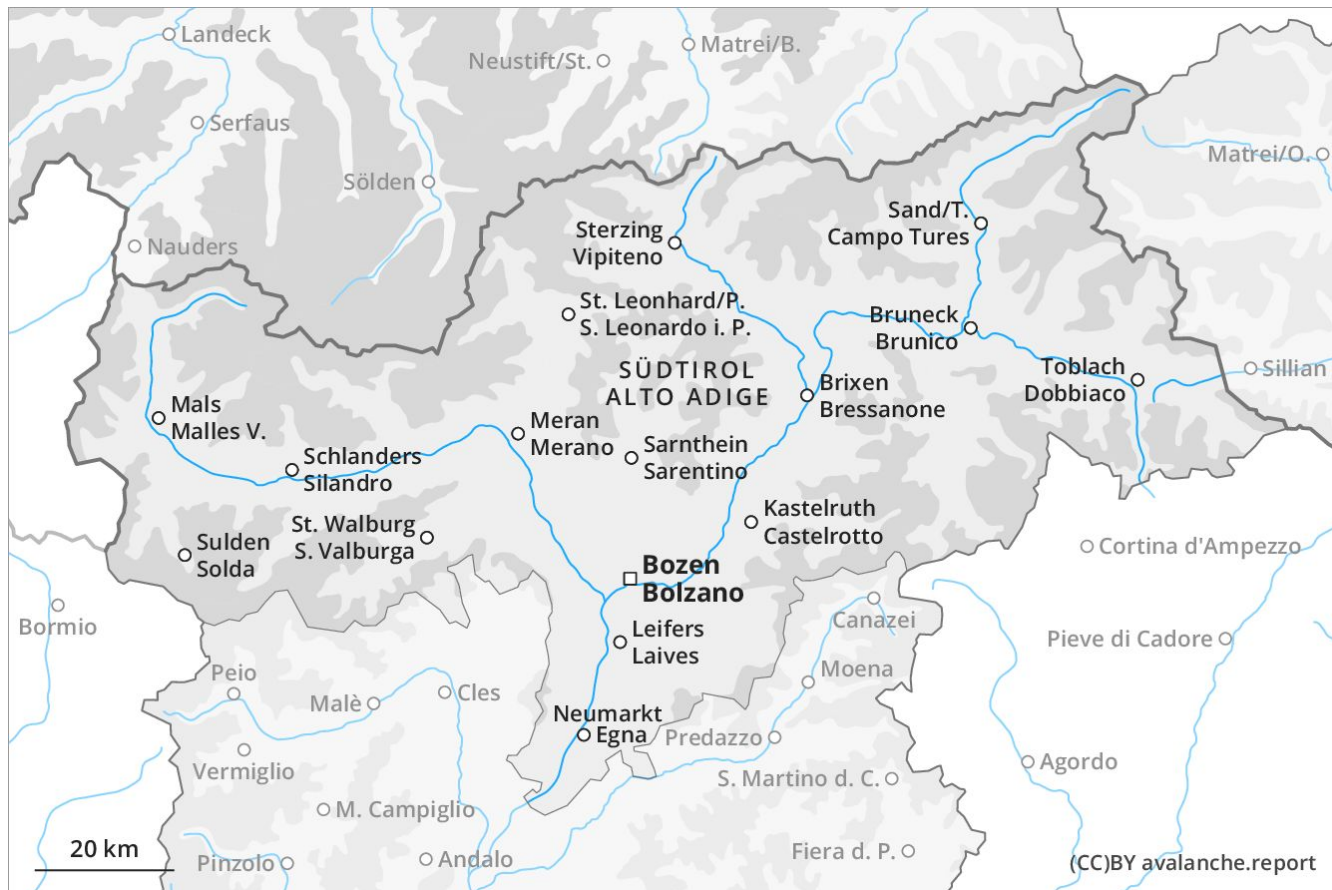 Landeck
Neustift/St.
Matrei/B.
Serfaus
Sölden
Matrei/O.
Nauders
Sterzing
Vipiteno
Sand/T.
Campo Tures
St. Leonhard/P.
S. Leonardo i. P.
Bruneck
Brunico
SÜDTIROL
ALTO ADIGE
Toblach
Dobbiaco
Sillian
Brixen
Bressanone
Mals
Malles V.
Meran
Merano
Sarnthein
Sarentino
Schlanders
Silandro
St. Walburg
S. Valburga
Kastelruth
Castelrotto
Sulden
Solda
Cortina d'Ampezzo
Bozen
Bolzano
Bormio
Canazei
Leifers
Laives
Pieve di Cadore
Peio
Moena
Malè
Cles
Neumarkt
Egna
Predazzo
Vermiglio
Agordo
S. Martino d. C.
M. Campiglio
20 km
Pinzolo
Andalo
Fiera d. P.
(CC)BY avalanche.report